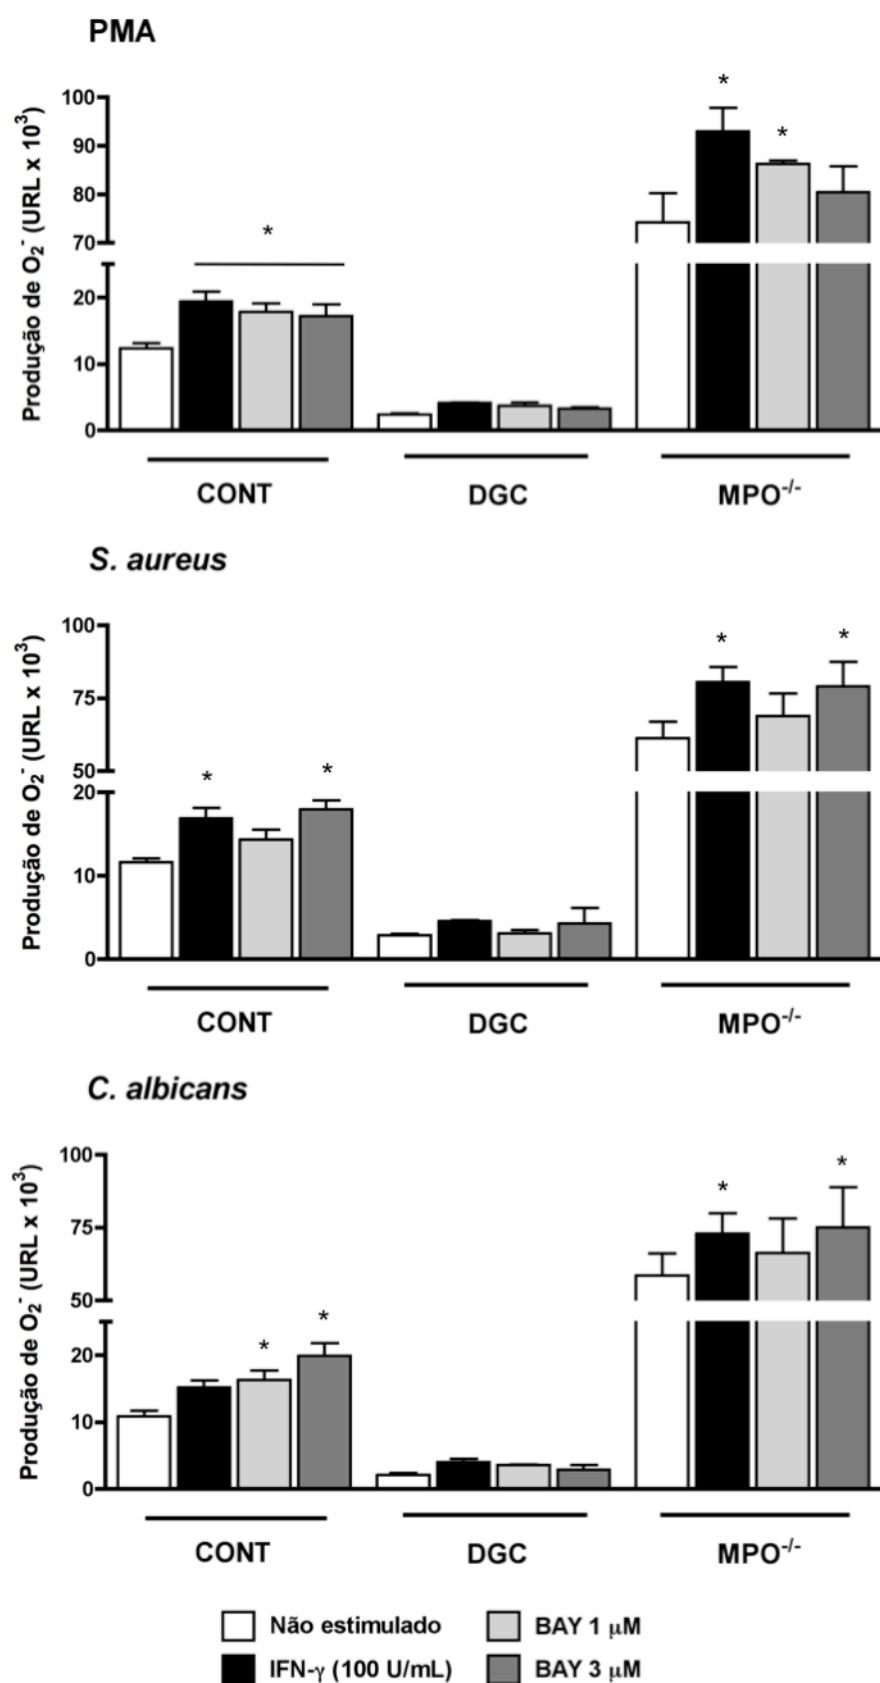 PMA
*
*
*
Produção de O₂⁻ (URL x 10³)
100
90
80
70
20
10
0
CONT DGC MPO⁻/⁻
S. aureus
* *
* *
Produção de O₂⁻ (URL x 10³)
100
75
50
20
10
0
CONT DGC MPO⁻/⁻
C. albicans
* *
* *
Produção de O₂⁻ (URL x 10³)
100
75
50
20
10
0
CONT DGC MPO⁻/⁻
Não estimulado BAY 1 μM
IFN-γ (100 U/mL) BAY 3 μM